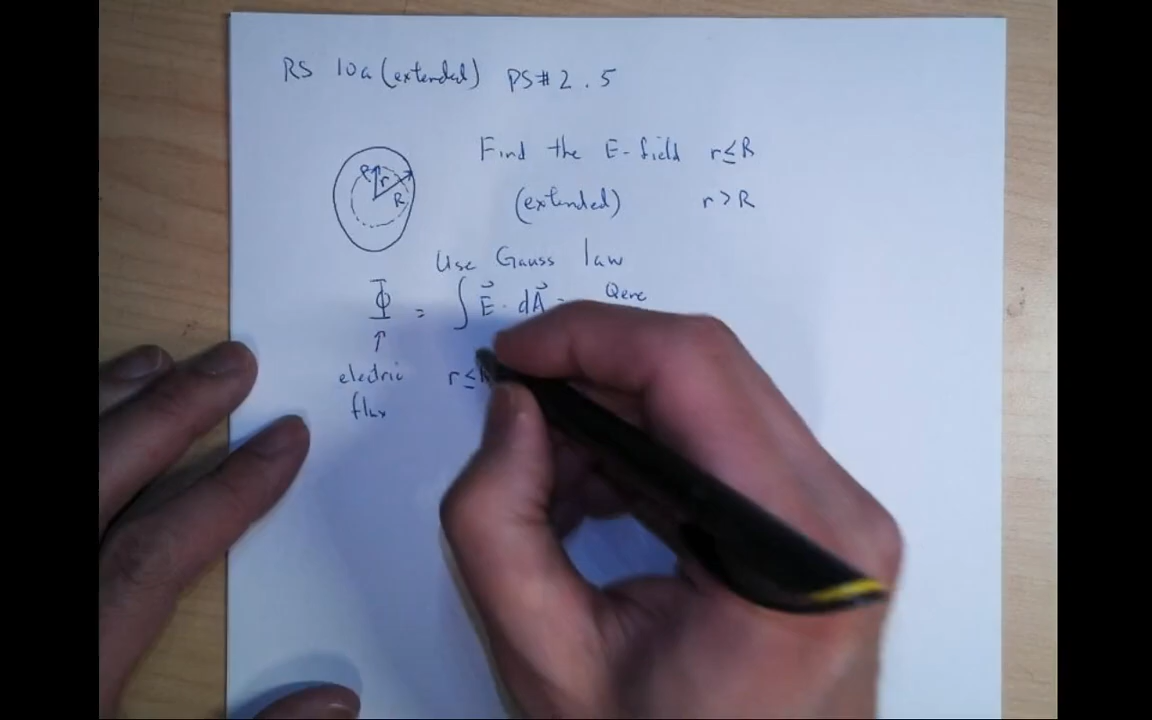 RS 10a (extended) PS#2.5
Find the E-field r≤R
ρ r R
(extended) r>R
Use Gauss law
Φ = ∫ E⃗ · dA⃗ = Qenc
↑
electric r≤R
flux